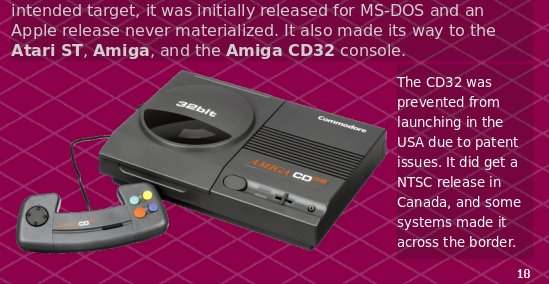 intended target, it was initially released for MS-DOS and an
Apple release never materialized. It also made its way to the
Atari ST, Amiga, and the Amiga CD32 console.
The CD32 was
prevented from
launching in the
USA due to patent
issues. It did get a
NTSC release in
Canada, and some
systems made it
across the border.
32bit
Commodore
AMIGA CD32
18